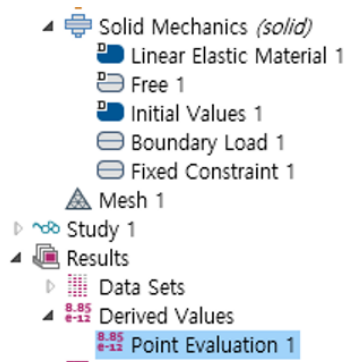 Solid Mechanics (solid)
D Linear Elastic Material 1
D Free 1
D Initial Values 1
Boundary Load 1
Fixed Constraint 1
Mesh 1
Study 1
Results
Data Sets
8.85 e-12 Derived Values
8.85 e-12 Point Evaluation 1